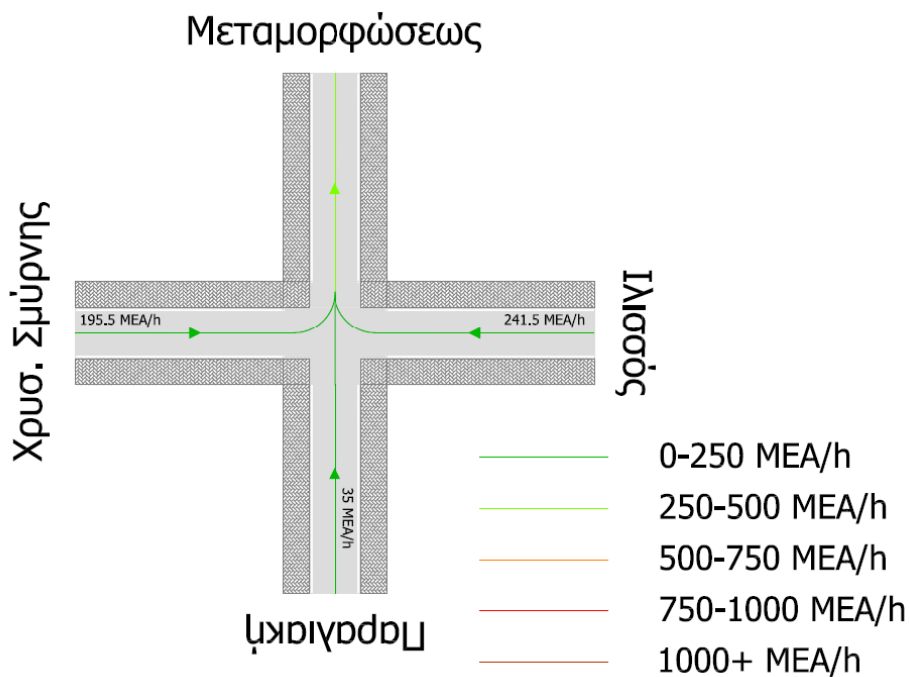 Μεταμορφώσεως
Χρυσ. Σμύρνης
195.5 MEA/h
241.5 MEA/h
Ιλισσός
35 MEA/h
Παραλιακή
0-250 MEA/h
250-500 MEA/h
500-750 MEA/h
750-1000 MEA/h
1000+ MEA/h